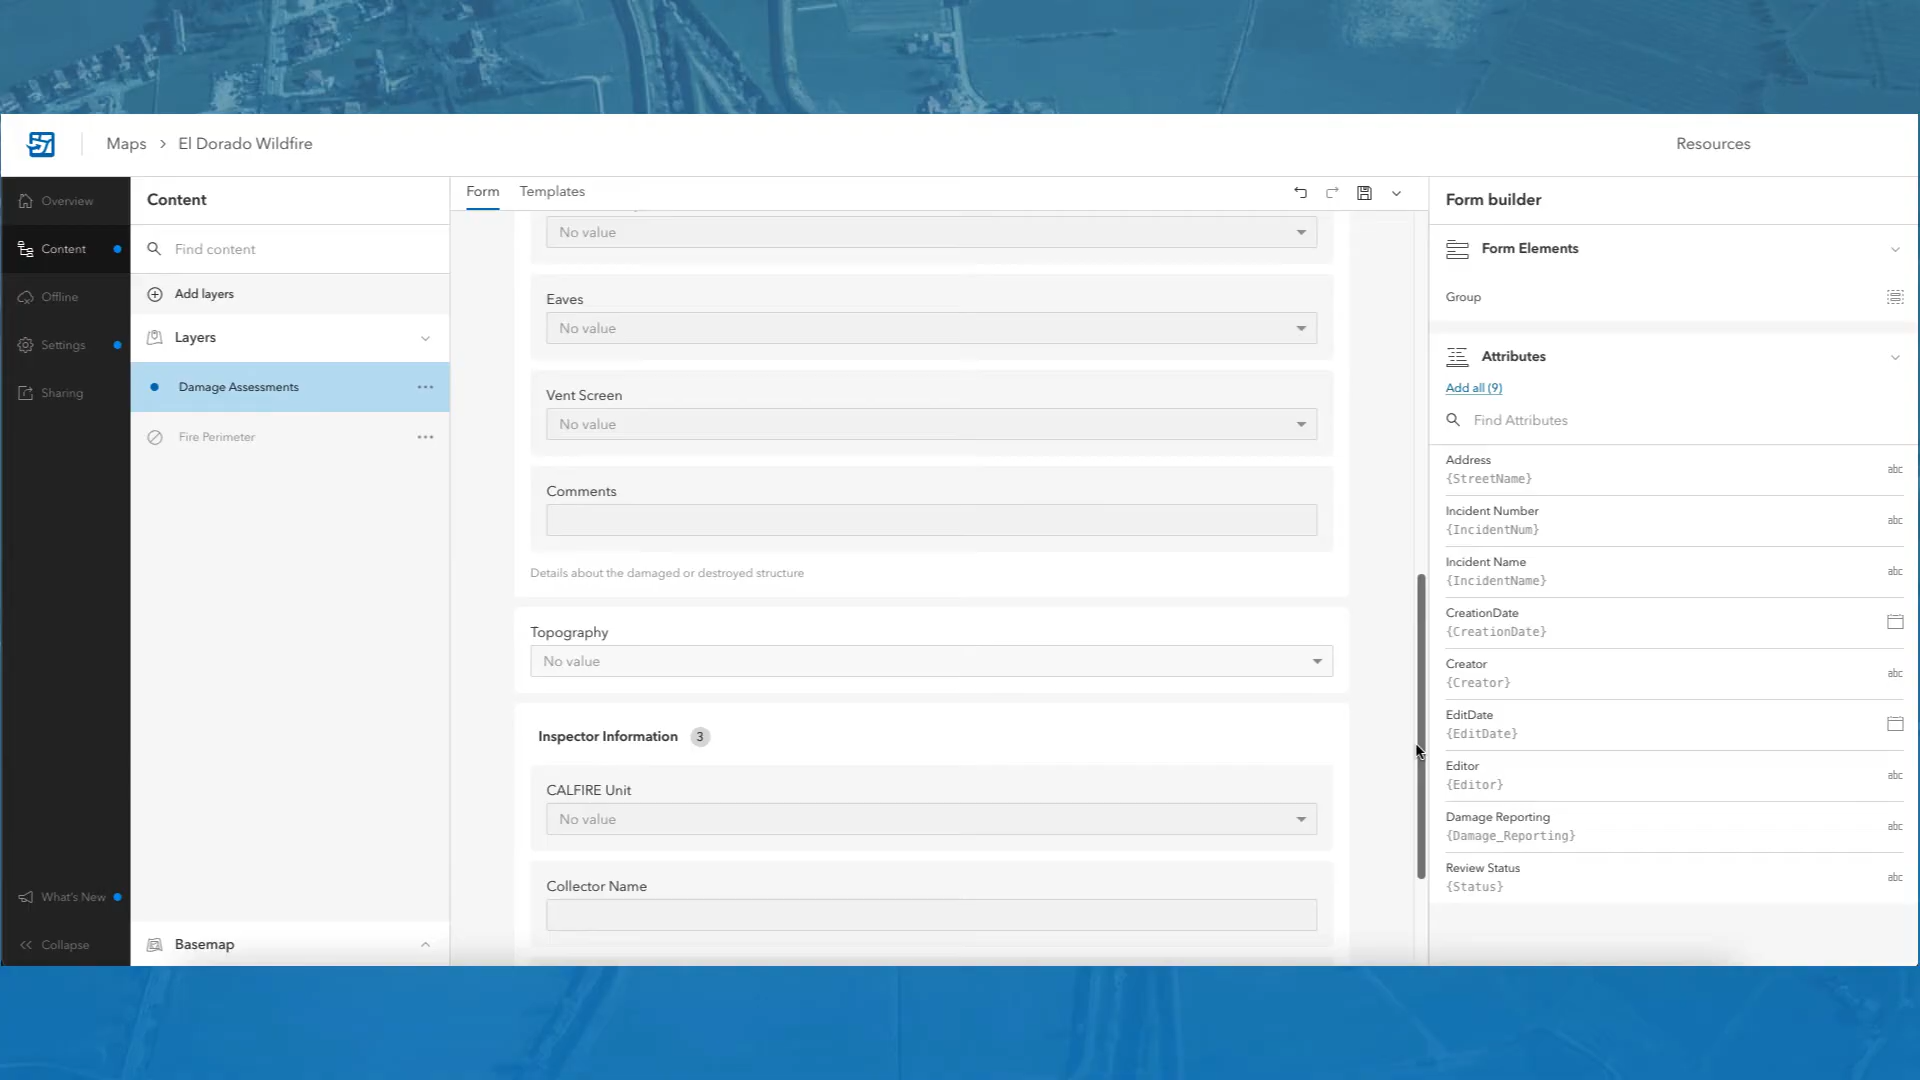 Maps > El Dorado Wildfire
Resources
Overview
Content
Offline
Settings
Sharing
What's New
Collapse
Content
Find content
Add layers
Layers
Damage Assessments
Fire Perimeter
Basemap
Form Templates
No value
Eaves
No value
Vent Screen
No value
Comments
Details about the damaged or destroyed structure
Topography
No value
Inspector Information 3
CALFIRE Unit
No value
Collector Name
Form builder
Form Elements
Group
Attributes
Add all (9)
Find Attributes
Address
{StreetName}
abc
Incident Number
{IncidentNum}
abc
Incident Name
{IncidentName}
abc
CreationDate
{CreationDate}
Creator
{Creator}
abc
EditDate
{EditDate}
Editor
{Editor}
abc
Damage Reporting
{Damage_Reporting}
abc
Review Status
{Status}
abc